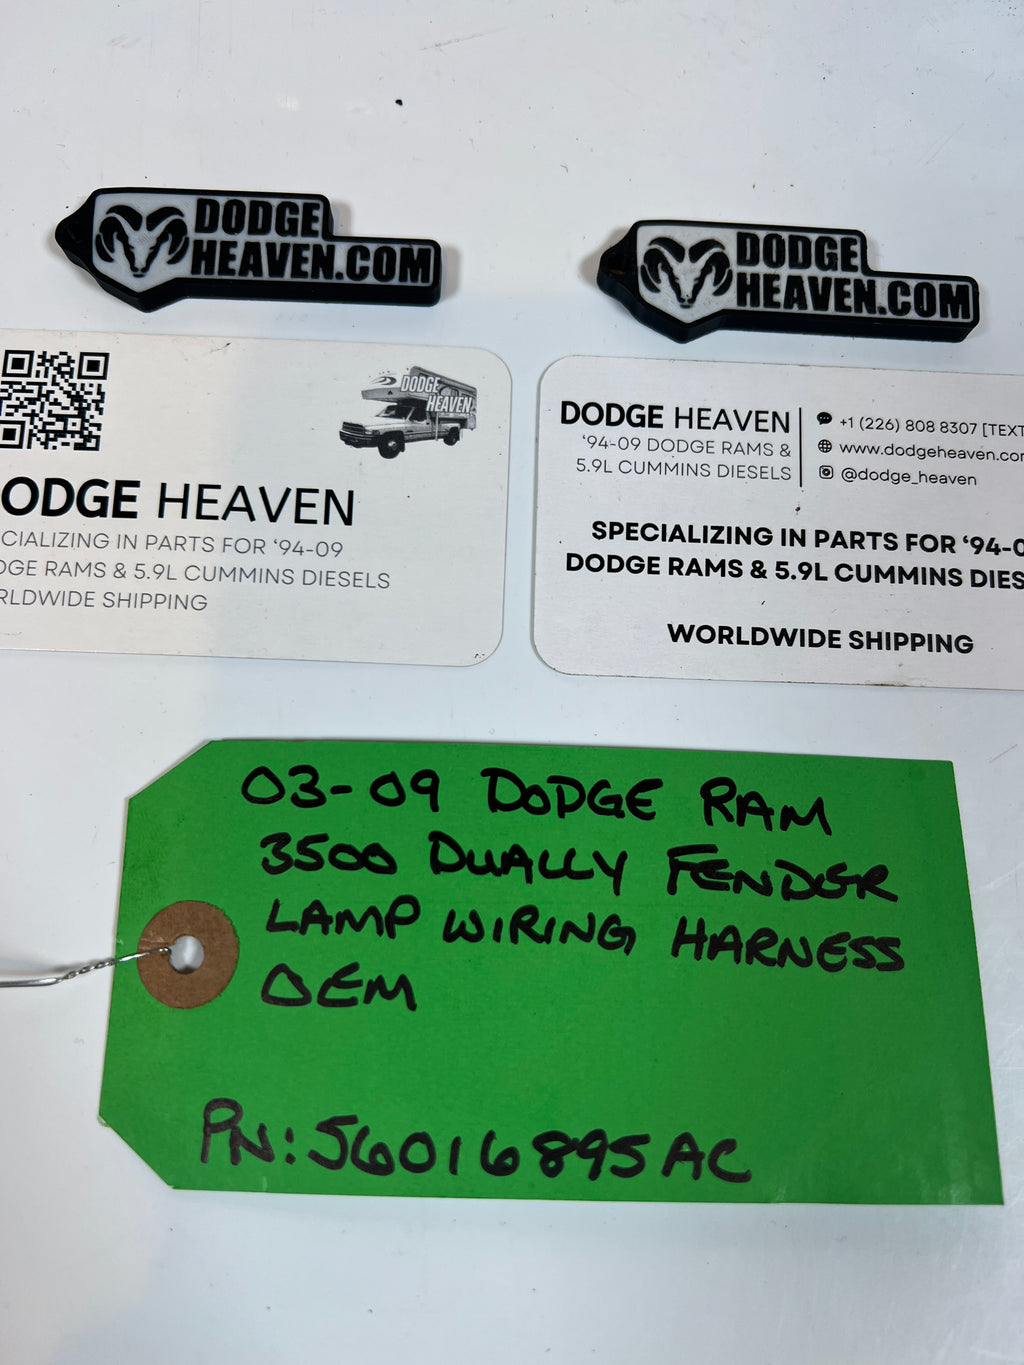 DODGE
HEAVEN.COM
DODGE
HEAVEN.COM
DODGE
HEAVEN
ODGE HEAVEN
CIALIZING IN PARTS FOR ‘94-09
DGE RAMS & 5.9L CUMMINS DIESELS
RLDWIDE SHIPPING
DODGE HEAVEN
‘94-09 DODGE RAMS &
5.9L CUMMINS DIESELS
+1 (226) 808 8307 [TEXT
www.dodgeheaven.com
@dodge_heaven
SPECIALIZING IN PARTS FOR ‘94-0
DODGE RAMS & 5.9L CUMMINS DIES
WORLDWIDE SHIPPING
03-09 DODGE RAM
3500 DUALLY FENDER
LAMP WIRING HARNESS
OEM
PN: 56016895AC